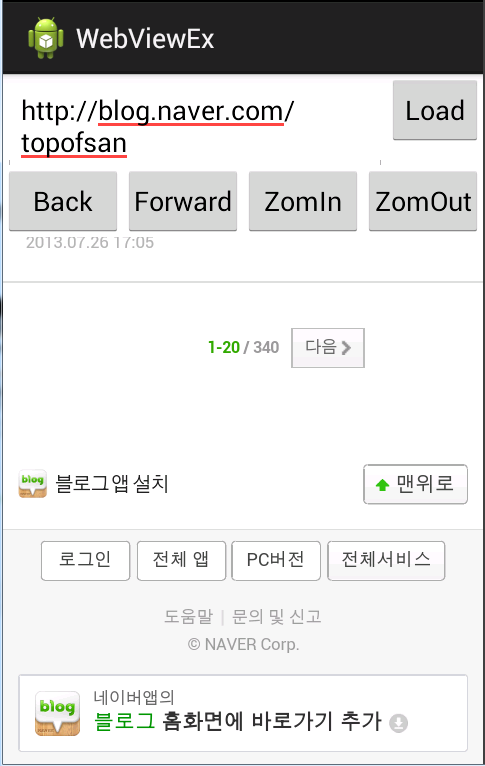 WebViewEx
http://blog.naver.com/
topofsan
Load
Back Forward ZomIn ZomOut
2013.07.26 17:05
1-20 / 340 다음
blog 블로그앱 설치 맨위로
로그인 전체 앱 PC버전 전체서비스
도움말 | 문의 및 신고
© NAVER Corp.
네이버앱의
blog 블로그 홈화면에 바로가기 추가